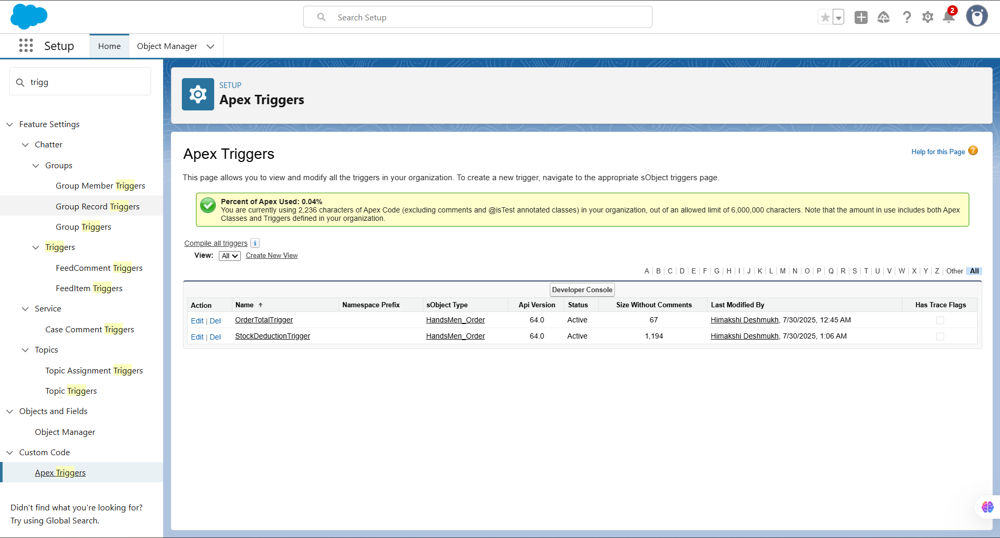 Search Setup
2
Setup
Home
Object Manager
trigg
Feature Settings
Chatter
Groups
Group Member Triggers
Group Record Triggers
Group Triggers
Triggers
FeedComment Triggers
FeedItem Triggers
Service
Case Comment Triggers
Topics
Topic Assignment Triggers
Topic Triggers
Objects and Fields
Object Manager
Custom Code
Apex Triggers
Didn't find what you're looking for?
Try using Global Search.
SETUP
Apex Triggers
Apex Triggers
Help for this Page ?
This page allows you to view and modify all the triggers in your organization. To create a new trigger, navigate to the appropriate sObject triggers page.
Percent of Apex Used: 0.04%
You are currently using 2,236 characters of Apex Code (excluding comments and @isTest annotated classes) in your organization, out of an allowed limit of 6,000,000 characters. Note that the amount in use includes both Apex
Classes and Triggers defined in your organization.
Compile all triggers i
View: All Create New View
A | B | C | D | E | F | G | H | I | J | K | L | M | N | O | P | Q | R | S | T | U | V | W | X | Y | Z | Other | All
Developer Console
Action Name ↑ Namespace Prefix sObject Type Api Version Status Size Without Comments Last Modified By Has Trace Flags
Edit | Del OrderTotalTrigger HandsMen_Order 64.0 Active 67 Himakshi Deshmukh, 7/30/2025, 12:45 AM
Edit | Del StockDeductionTrigger HandsMen_Order 64.0 Active 1,194 Himakshi Deshmukh, 7/30/2025, 1:06 AM